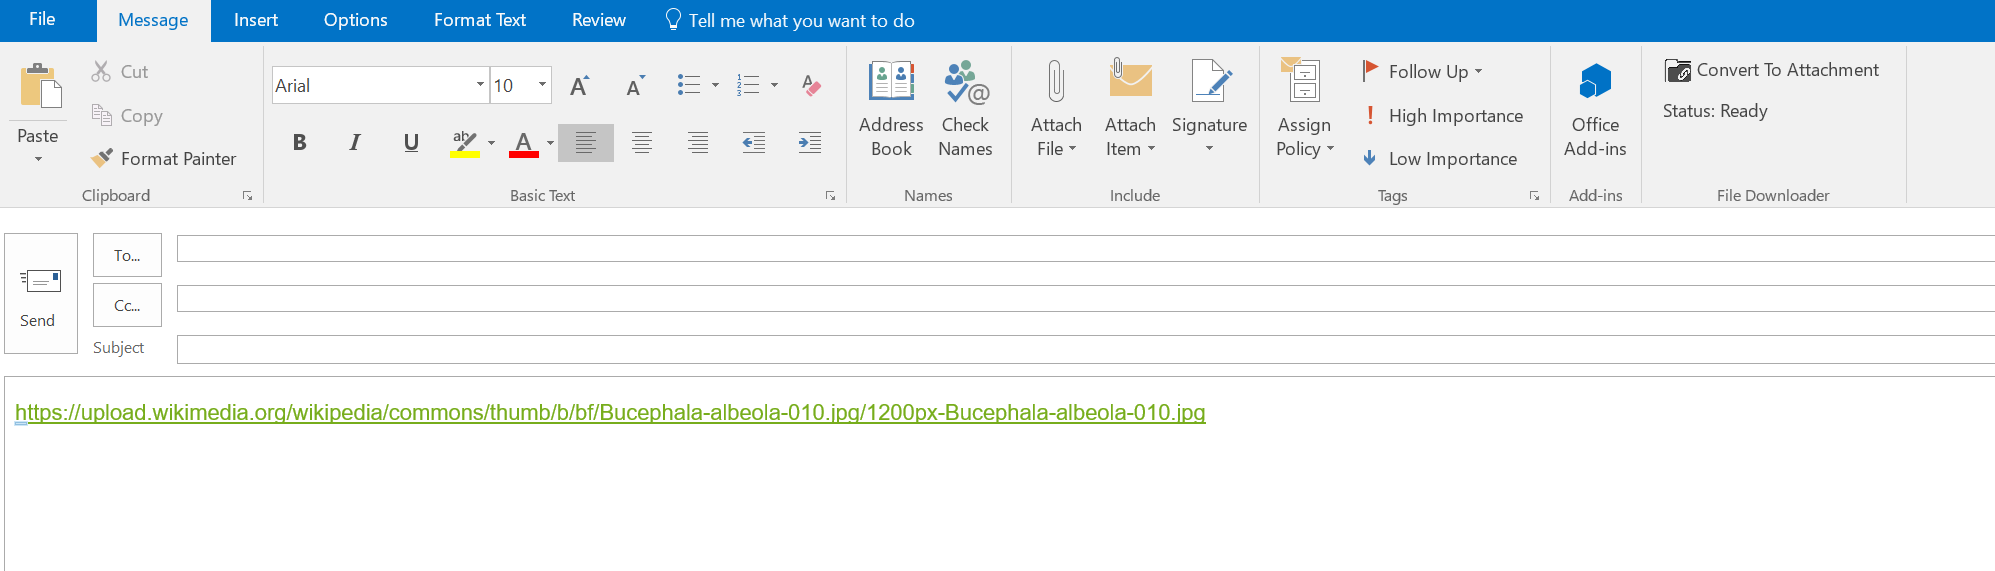 File Message Insert Options Format Text Review Tell me what you want to do
Paste
Cut
Copy
Format Painter
Clipboard
Arial 10
Basic Text
Address Book
Check Names
Names
Attach File
Attach Item
Signature
Include
Assign Policy
Follow Up
High Importance
Low Importance
Tags
Office Add-ins
Add-ins
Convert To Attachment
Status: Ready
File Downloader
Send
To...
Cc...
Subject
https://upload.wikimedia.org/wikipedia/commons/thumb/b/bf/Bucephala-albeola-010.jpg/1200px-Bucephala-albeola-010.jpg